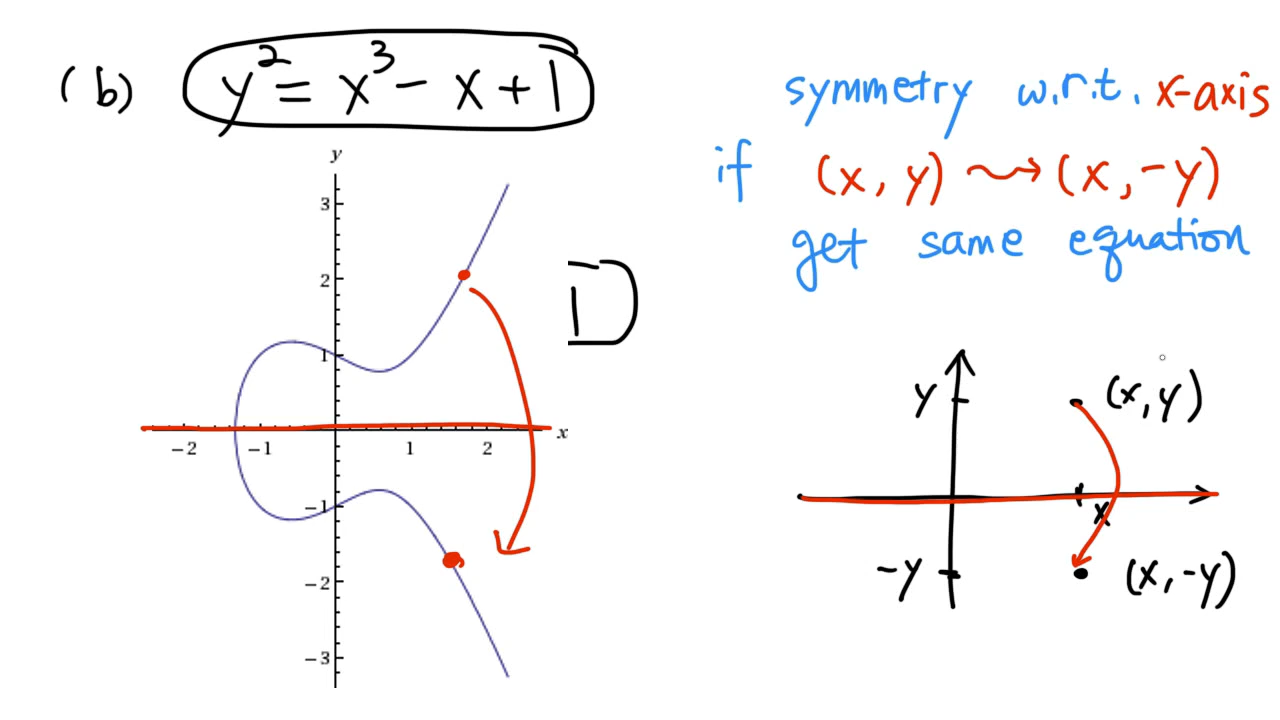 (b) y² = x³ - x + 1
symmetry w.r.t. x-axis
if (x, y) ⤳ (x, -y)
get same equation
y
3
2
1
-2 -1 1 2 x
-1
-2
-3
D
y (x, y)
x
-y (x, -y)